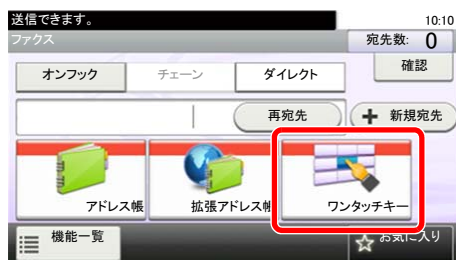 送信できます。 10:10
ファクス 宛先数: 0
オンフック チェーン ダイレクト 確認
再宛先 + 新規宛先
アドレス帳 拡張アドレス帳 ワンタッチキー
機能一覧 お気に入り